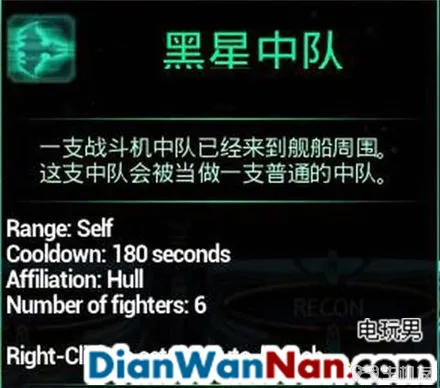 黑星中队
一支战斗机中队已经来到舰船周围。
这支中队会被当做一支普通的中队。
Range: Self
Cooldown: 180 seconds
Affiliation: Hull
Number of fighters: 6
RECON
电玩男
Right-Cli
DianWanNan.com